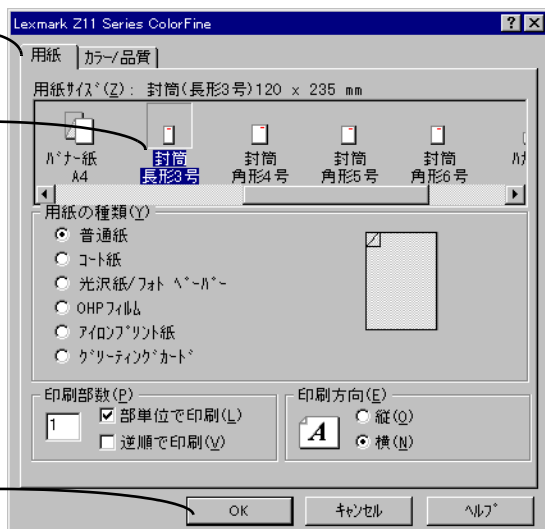 Lexmark Z11 Series ColorFine
用紙 ｶﾗｰ/品質
用紙ｻｲｽﾞ(Z): 封筒(長形3号)120 x 235 mm
ﾊﾞﾅｰ紙 A4
封筒 長形3号
封筒 角形4号
封筒 角形5号
封筒 角形6号
用紙の種類(Y)
普通紙
ｺｰﾄ紙
光沢紙/ﾌｫﾄ ﾍﾟｰﾊﾟｰ
OHPﾌｨﾙﾑ
ｱｲﾛﾝﾌﾟﾘﾝﾄ紙
ｸﾞﾘｰﾃｨﾝｸﾞｶｰﾄﾞ
印刷部数(P)
1
部単位で印刷(L)
逆順で印刷(V)
印刷方向(E)
A
縦(O)
横(N)
OK ｷｬﾝｾﾙ ﾍﾙﾌﾟ